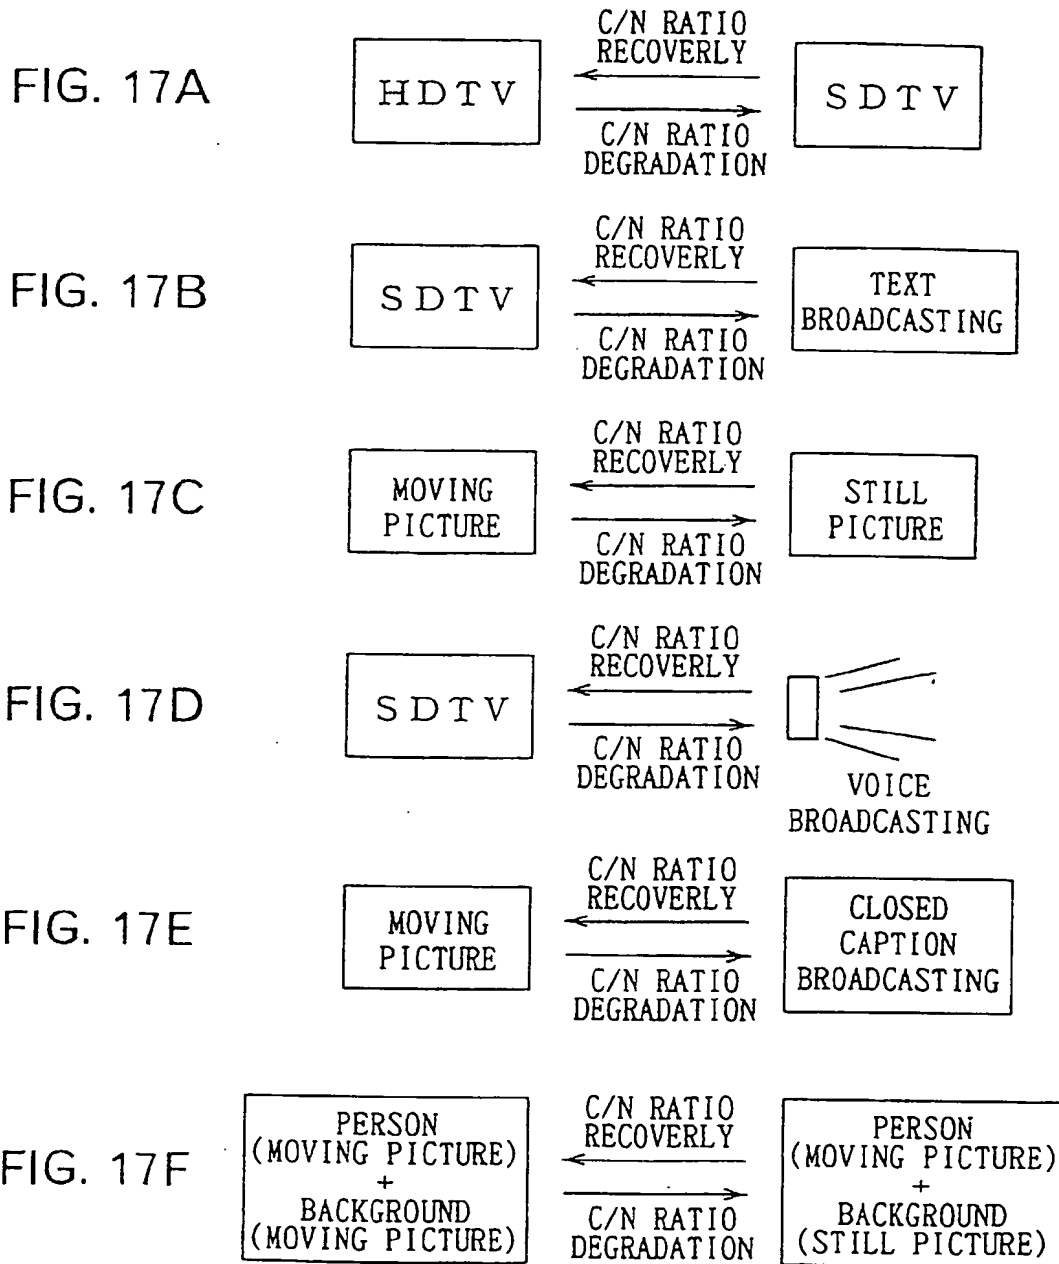 C/N RATIO
RECOVERLY
FIG. 17A
HDTV
SDTV
C/N RATIO
DEGRADATION
C/N RATIO
RECOVERLY
FIG. 17B
SDTV
TEXT
BROADCASTING
C/N RATIO
DEGRADATION
C/N RATIO
RECOVERLY
FIG. 17C
MOVING
PICTURE
STILL
PICTURE
C/N RATIO
DEGRADATION
C/N RATIO
RECOVERLY
FIG. 17D
SDTV
C/N RATIO
DEGRADATION
VOICE
BROADCASTING
C/N RATIO
RECOVERLY
FIG. 17E
MOVING
PICTURE
CLOSED
CAPTION
BROADCASTING
C/N RATIO
DEGRADATION
C/N RATIO
RECOVERLY
FIG. 17F
PERSON
(MOVING PICTURE)
+
BACKGROUND
(MOVING PICTURE)
PERSON
(MOVING PICTURE)
+
BACKGROUND
(STILL PICTURE)
C/N RATIO
DEGRADATION